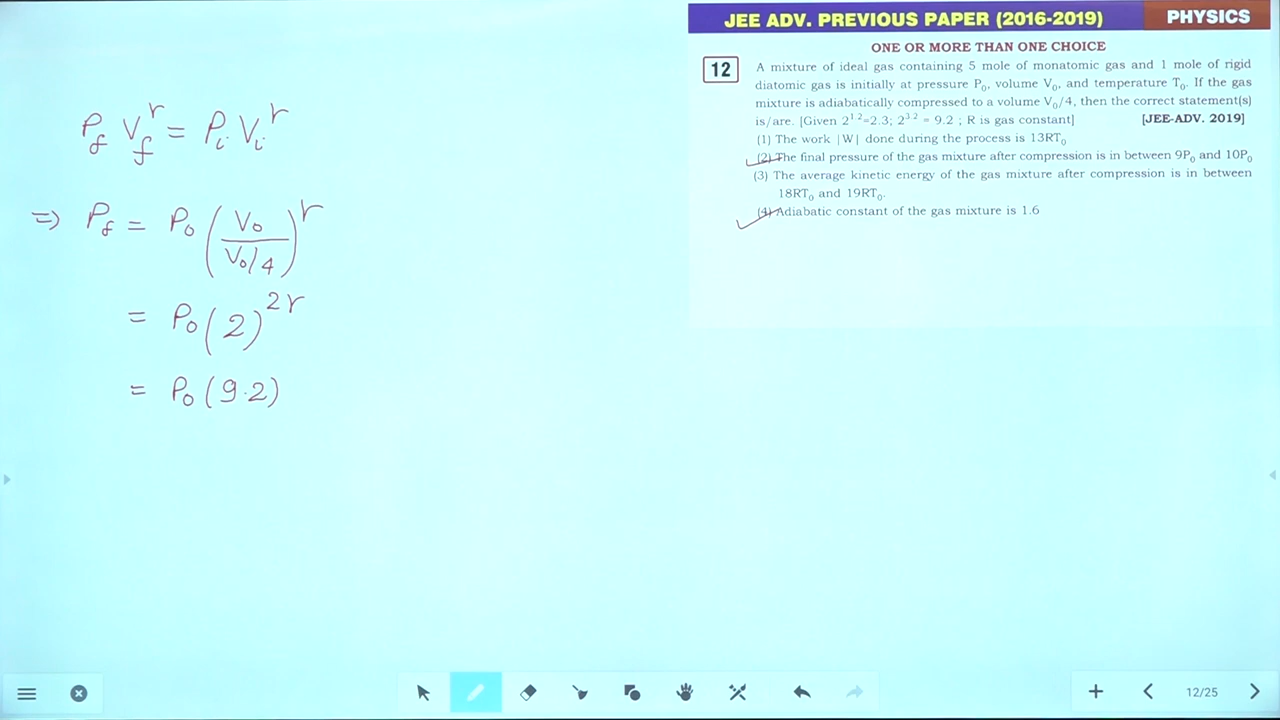 JEE ADV. PREVIOUS PAPER (2016-2019) PHYSICS
ONE OR MORE THAN ONE CHOICE
12 A mixture of ideal gas containing 5 mole of monatomic gas and 1 mole of rigid
diatomic gas is initially at pressure P₀, volume V₀, and temperature T₀. If the gas
mixture is adiabatically compressed to a volume V₀/4, then the correct statement(s)
is/are. [Given 2^1.2=2.3; 2^3.2 = 9.2 ; R is gas constant] [JEE-ADV. 2019]
(1) The work |W| done during the process is 13RT₀
(2) The final pressure of the gas mixture after compression is in between 9P₀ and 10P₀
(3) The average kinetic energy of the gas mixture after compression is in between
18RT₀ and 19RT₀.
(4) Adiabatic constant of the gas mixture is 1.6
P_f V_f^r = P_i V_i^r
=> P_f = P₀ (V₀ / V₀/4)^r
= P₀ (2)^2r
= P₀ (9.2)
12/25